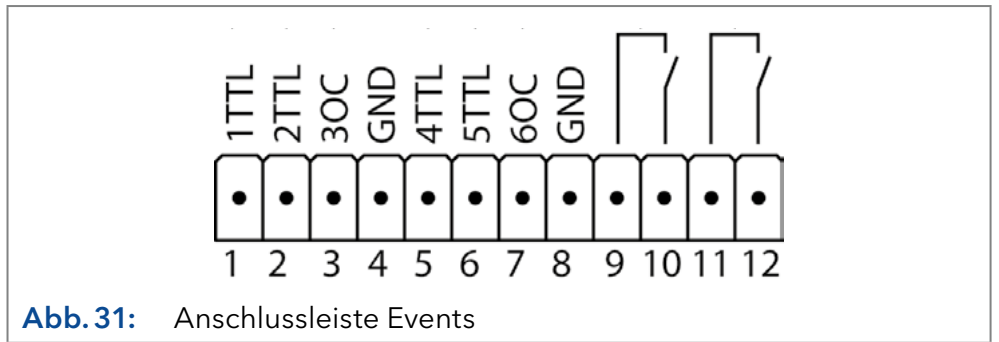 1TTL 2TTL 3OC GND 4TTL 5TTL 6OC GND
1 2 3 4 5 6 7 8 9 10 11 12
Abb. 31: Anschlussleiste Events